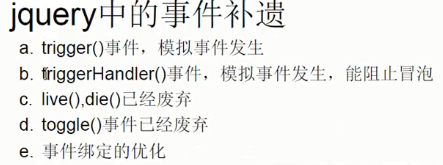 jquery中的事件补遗
a. trigger()事件，模拟事件发生
b. triggerHandler()事件，模拟事件发生，能阻止冒泡
c. live(),die()已经废弃
d. toggle()事件已经废弃
e. 事件绑定的优化